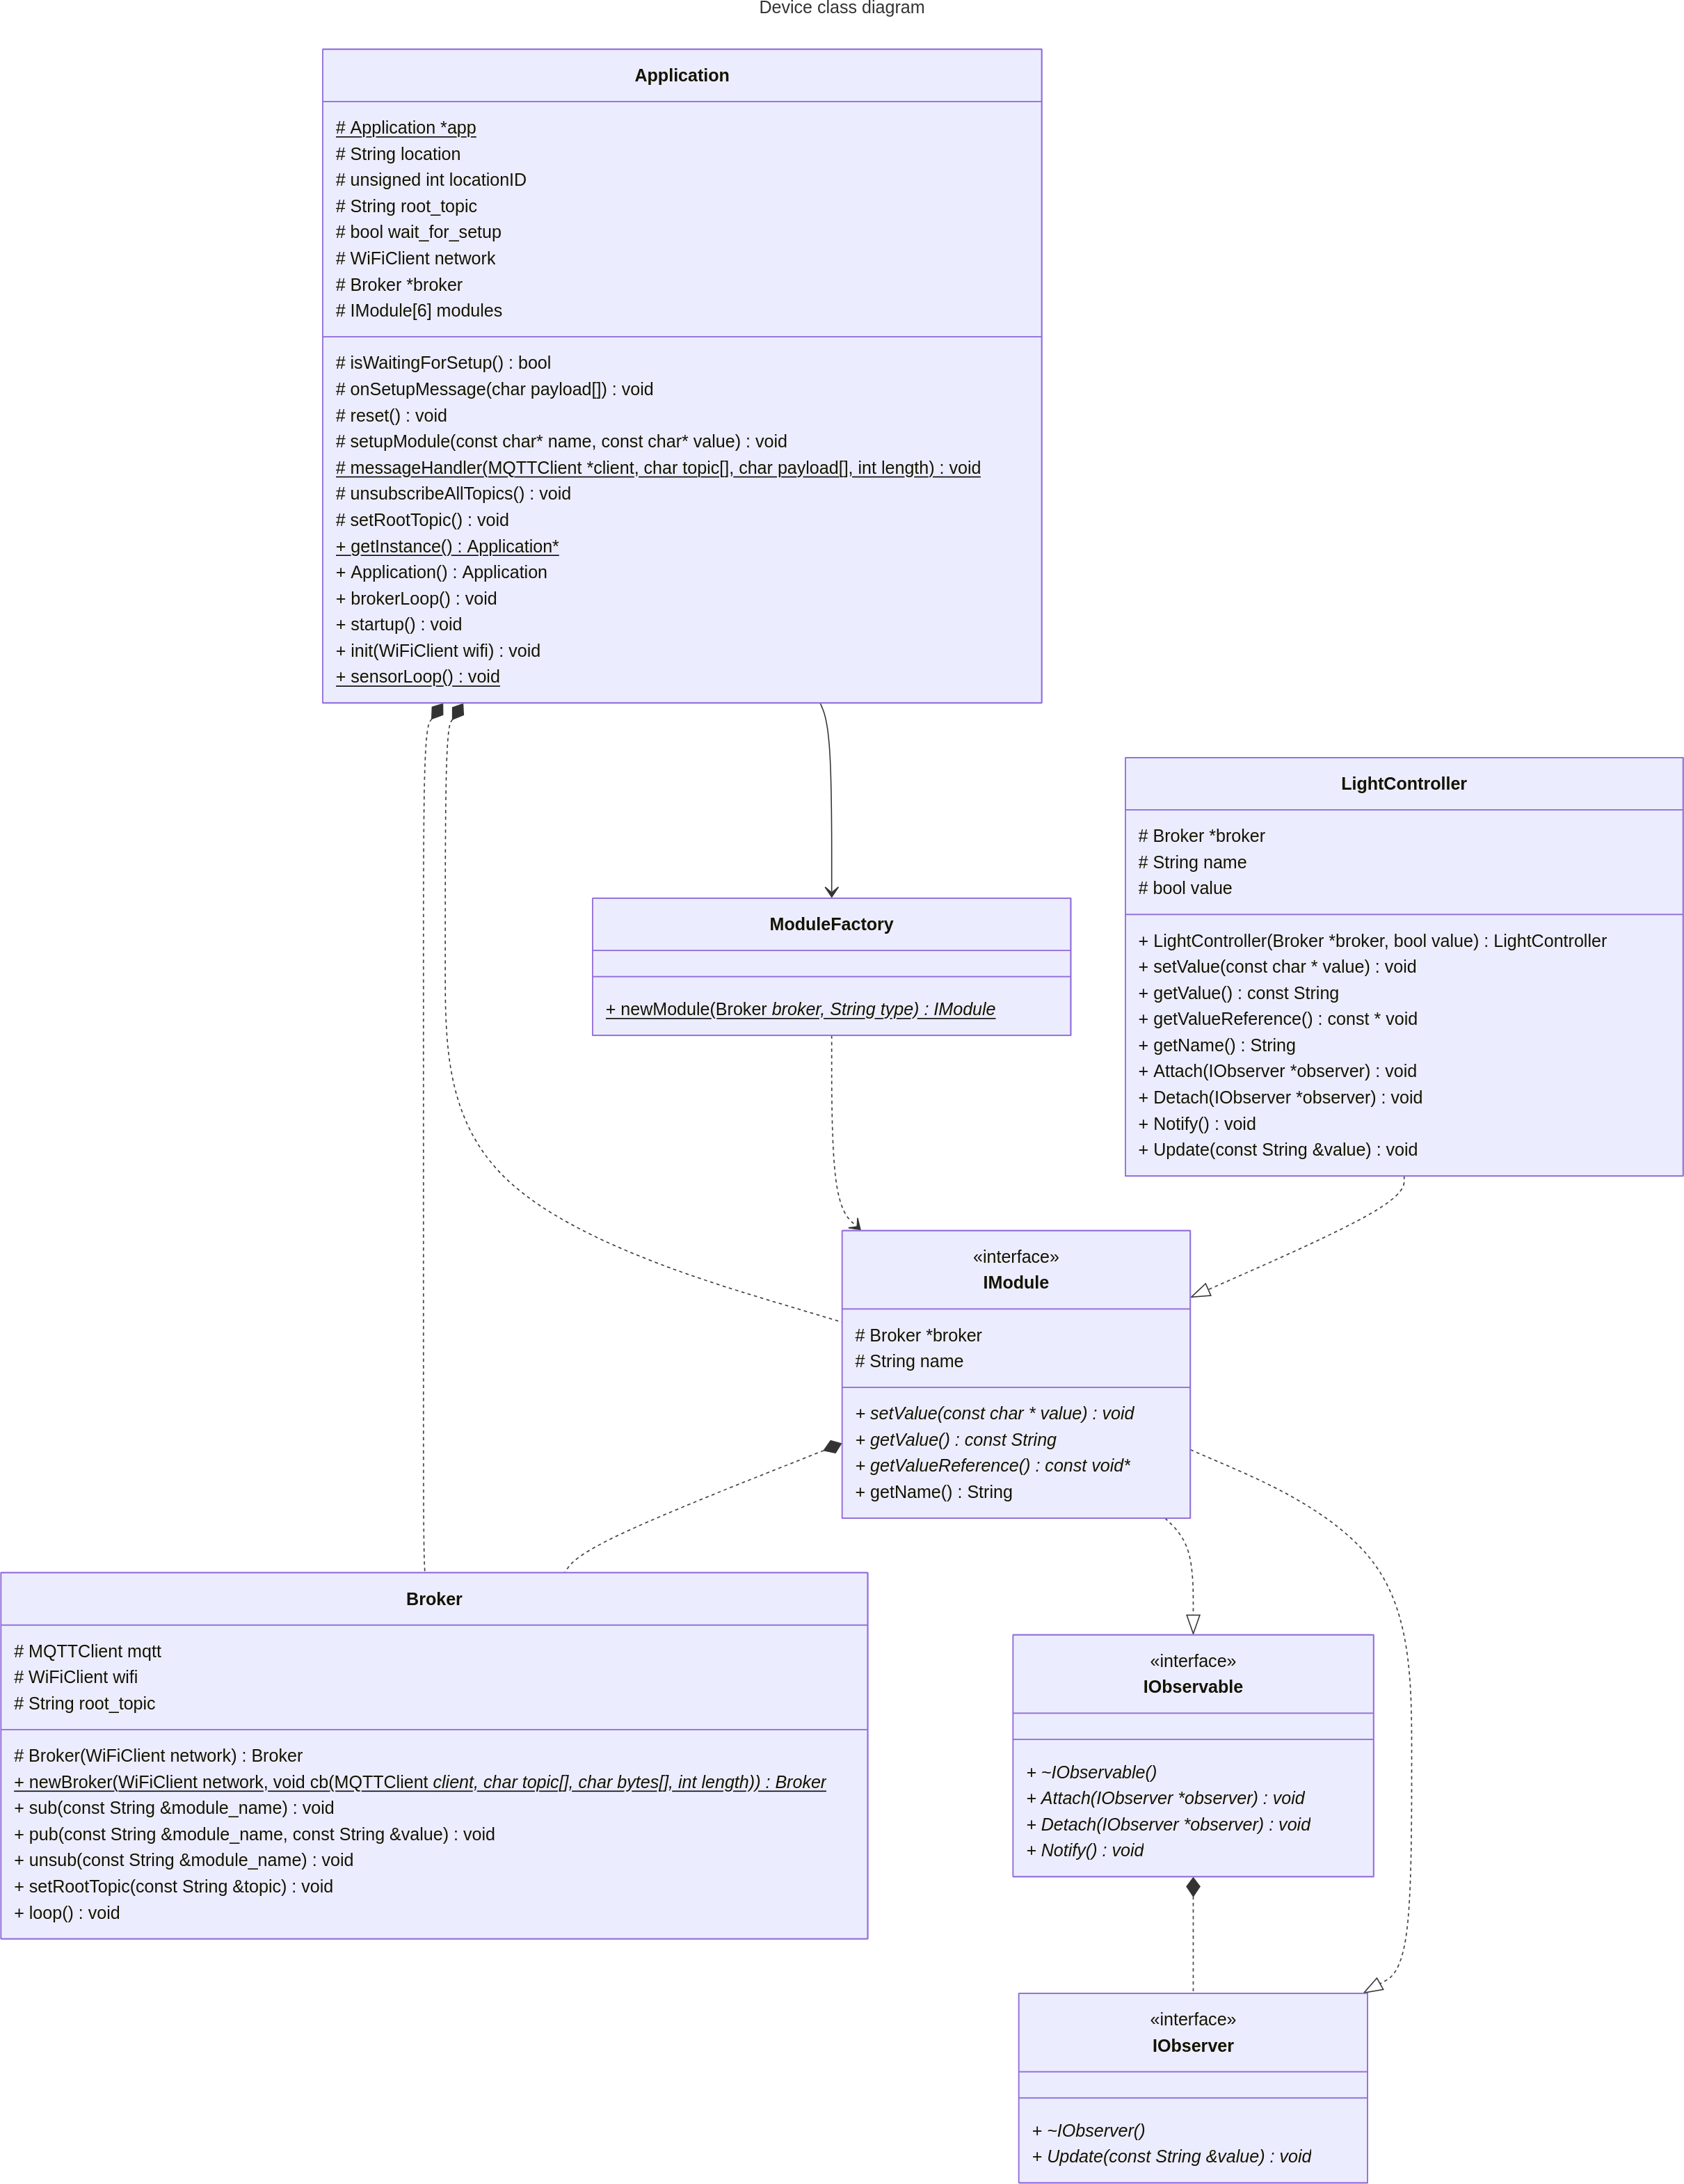 Device class diagram
Application
# Application *app
# String location
# unsigned int locationID
# String root_topic
# bool wait_for_setup
# WiFiClient network
# Broker *broker
# IModule[6] modules
# isWaitingForSetup() : bool
# onSetupMessage(char payload[]) : void
# reset() : void
# setupModule(const char* name, const char* value) : void
# messageHandler(MQTTClient *client, char topic[], char payload[], int length) : void
# unsubscribeAllTopics() : void
# setRootTopic() : void
+ getInstance() : Application*
+ Application() : Application
+ brokerLoop() : void
+ startup() : void
+ init(WiFiClient wifi) : void
+ sensorLoop() : void
LightController
# Broker *broker
# String name
# bool value
+ LightController(Broker *broker, bool value) : LightController
+ setValue(const char * value) : void
+ getValue() : const String
+ getValueReference() : const * void
+ getName() : String
+ Attach(IObserver *observer) : void
+ Detach(IObserver *observer) : void
+ Notify() : void
+ Update(const String &value) : void
ModuleFactory
+ newModule(Broker broker, String type) : IModule
«interface»
IModule
# Broker *broker
# String name
+ setValue(const char * value) : void
+ getValue() : const String
+ getValueReference() : const void*
+ getName() : String
Broker
# MQTTClient mqtt
# WiFiClient wifi
# String root_topic
# Broker(WiFiClient network) : Broker
+ newBroker(WiFiClient network, void cb(MQTTClient client, char topic[], char bytes[], int length)) : Broker
+ sub(const String &module_name) : void
+ pub(const String &module_name, const String &value) : void
+ unsub(const String &module_name) : void
+ setRootTopic(const String &topic) : void
+ loop() : void
«interface»
IObservable
+ ~IObservable()
+ Attach(IObserver *observer) : void
+ Detach(IObserver *observer) : void
+ Notify() : void
«interface»
IObserver
+ ~IObserver()
+ Update(const String &value) : void